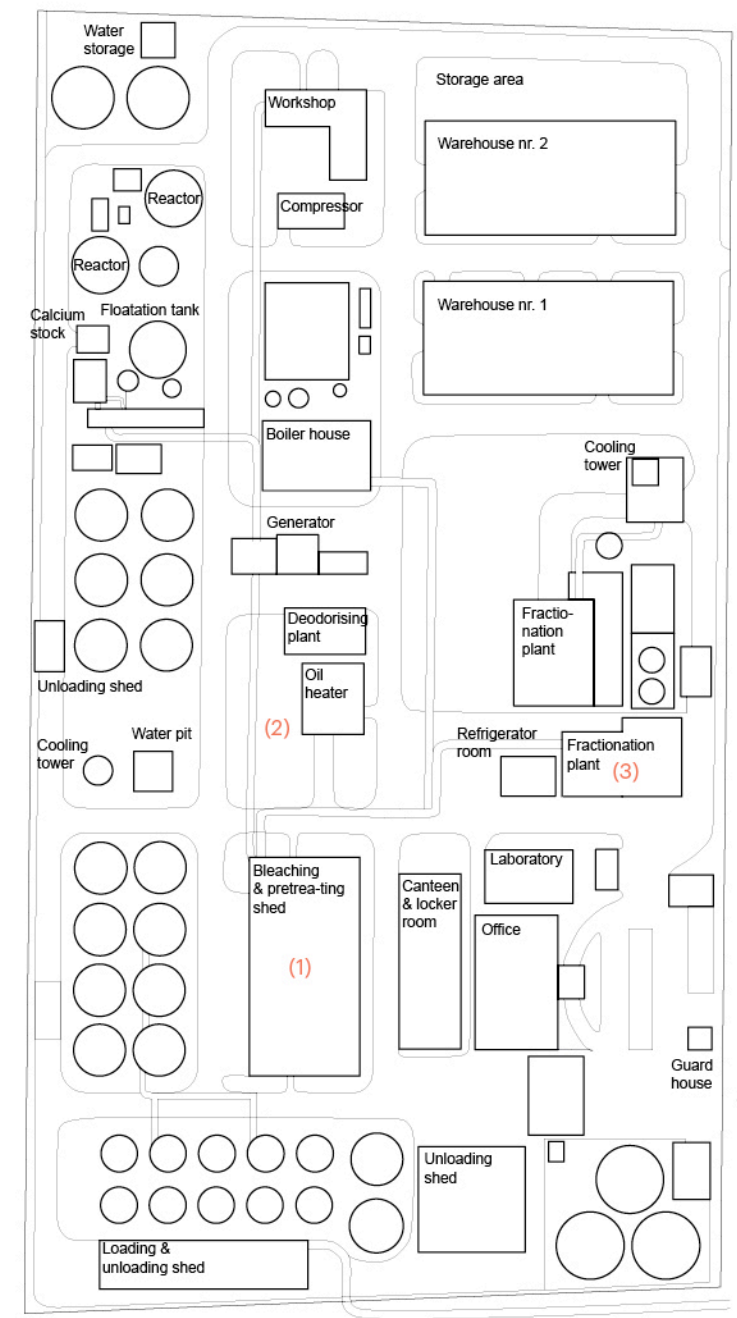 Water
storage
Workshop
Storage area
Warehouse nr. 2
Reactor
Compressor
Reactor
Calcium
stock
Floatation tank
Warehouse nr. 1
Boiler house
Cooling
tower
Generator
Deodorising
plant
Fractio-
nation
plant
Oil
heater
Unloading shed
(2)
Water pit
Cooling
tower
Refrigerator
room
Fractionation
plant
(3)
Bleaching
& pretrea-ting
shed
(1)
Canteen
& locker
room
Laboratory
Office
Guard
house
Unloading
shed
Loading &
unloading shed